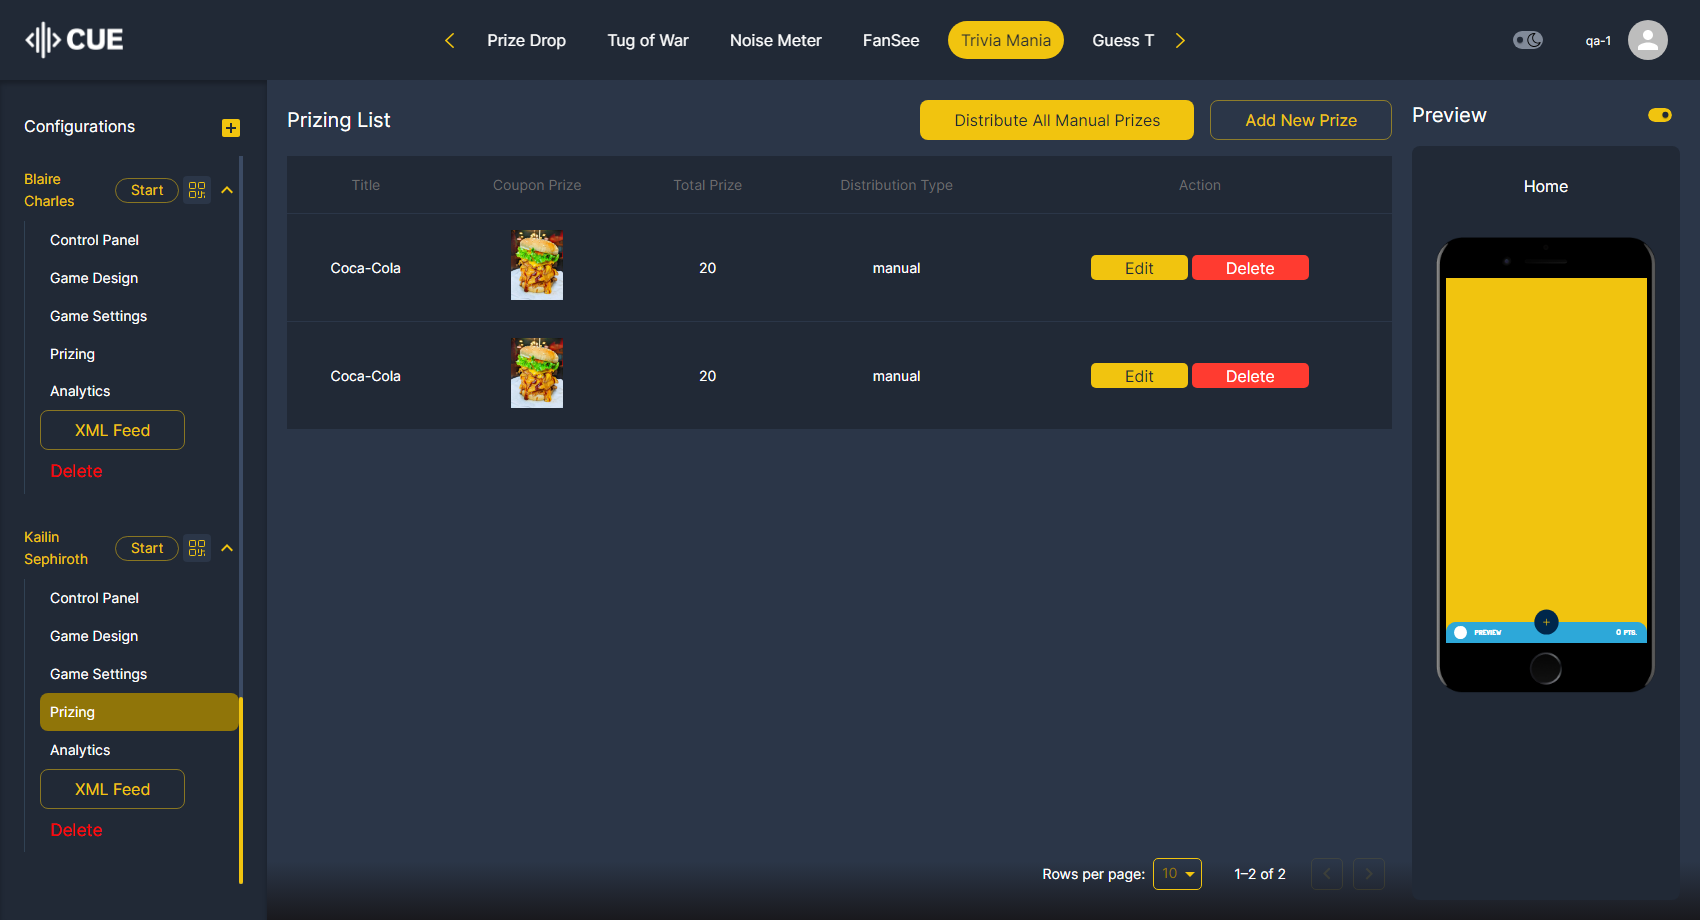 CUE
Prize Drop
Tug of War
Noise Meter
FanSee
Trivia Mania
Guess T
qa-1
Configurations
+
Blaire
Charles
Start
Control Panel
Game Design
Game Settings
Prizing
Analytics
XML Feed
Delete
Kailin
Sephiroth
Start
Control Panel
Game Design
Game Settings
Prizing
Analytics
XML Feed
Delete
Prizing List
Distribute All Manual Prizes
Add New Prize
Title Coupon Prize Total Prize Distribution Type Action
Coca-Cola 20 manual Edit Delete
Coca-Cola 20 manual Edit Delete
Rows per page: 10 1–2 of 2
Preview
Home
+
PREVIEW 0 PTS.